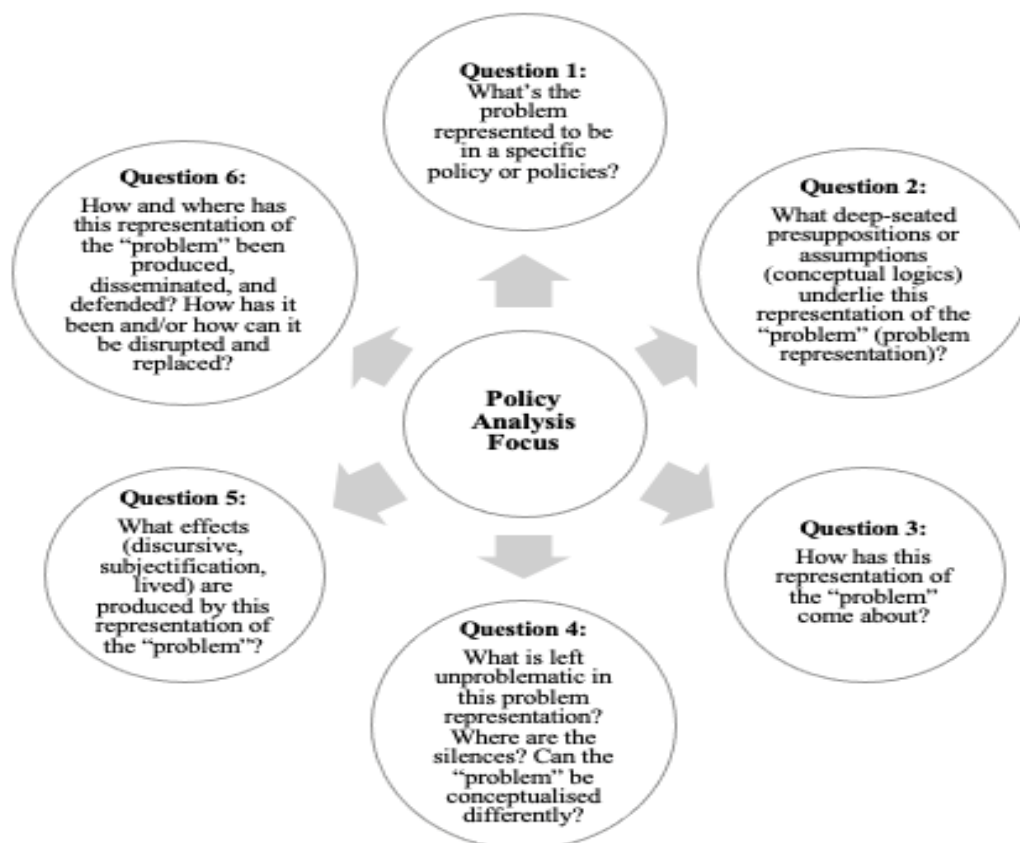 Question 1:
What's the
problem
represented to be
in a specific
policy or policies?
Question 2:
What deep-seated
presuppositions or
assumptions
(conceptual logics)
underlie this
representation of the
“problem” (problem
representation)?
Question 3:
How has this
representation of
the “problem”
come about?
Question 4:
What is left
unproblematic in
this problem
representation?
Where are the
silences? Can the
“problem” be
conceptualised
differently?
Question 5:
What effects
(discursive,
subjectification,
lived) are
produced by this
representation of
the “problem”?
Question 6:
How and where has
this representation of
the “problem” been
produced,
disseminated, and
defended? How has it
been and/or how can it
be disrupted and
replaced?
Policy
Analysis
Focus